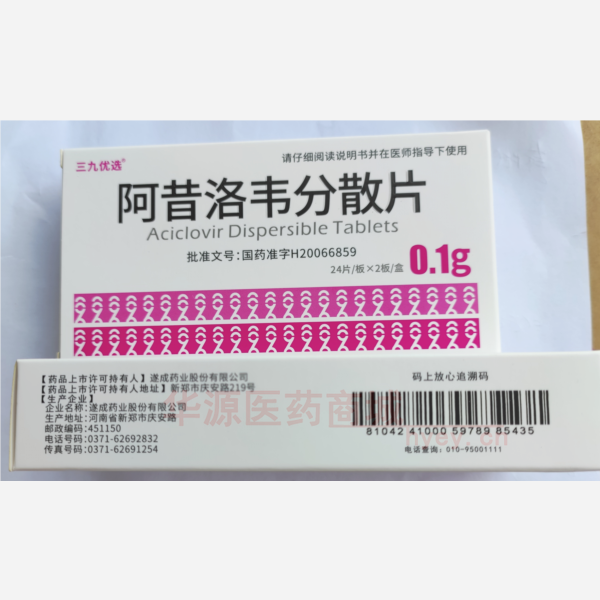 三九优选®
请仔细阅读说明书并在医师指导下使用
阿昔洛韦分散片
Aciclovir Dispersible Tablets
批准文号:国药准字H20066859
24片/板×2板/盒
0.1g
【药品上市许可持有人】遂成药业股份有限公司
【药品上市许可持有人地址】新郑市庆安路219号
【生产企业】
企业名称:遂成药业股份有限公司
生产地址:河南省新郑市庆安路
邮政编码:451150
电话号码:0371-62692832
传真号码:0371-62691254
码上放心追溯码
81042 41000 59789 85435
电话查询:010-95001111
华源医药商城
hyey.cn